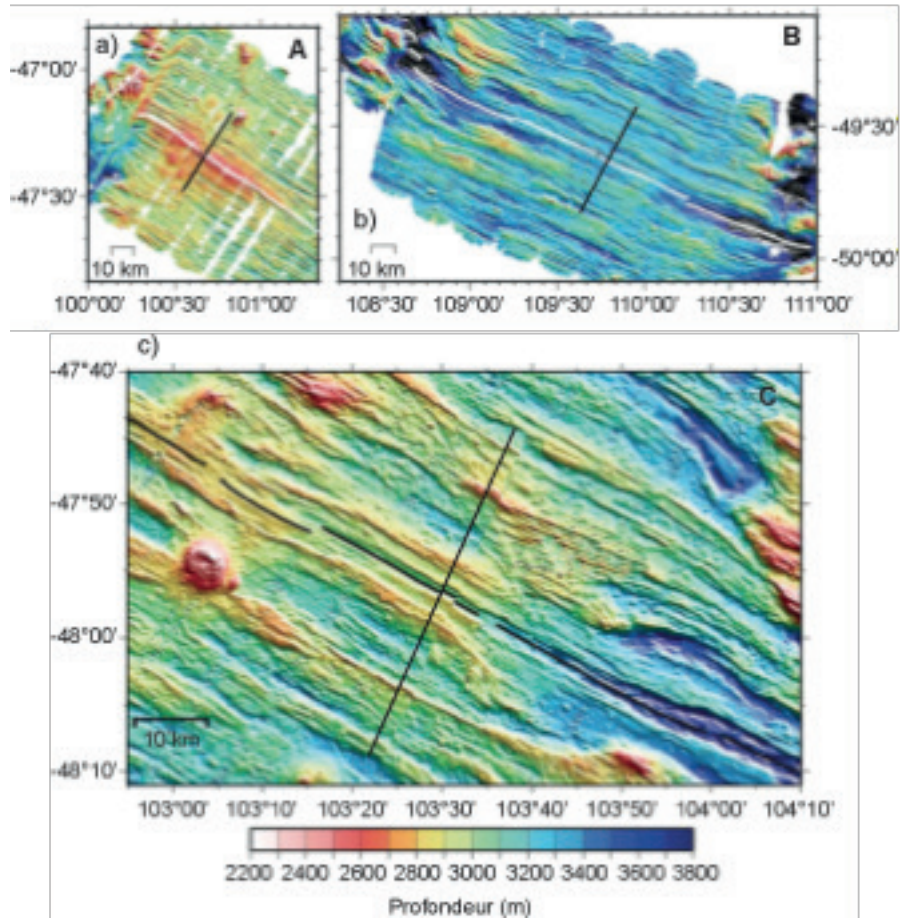 a)
A
-47°00'
-47°30'
10 km
100°00' 100°30' 101°00'
B
b)
-49°30'
-50°00'
10 km
108°30' 109°00' 109°30' 110°00' 110°30' 111°00'
c)
C
-47°40'
-47°50'
-48°00'
-48°10'
10 km
103°00' 103°10' 103°20' 103°30' 103°40' 103°50' 104°00' 104°10'
2200 2400 2600 2800 3000 3200 3400 3600 3800
Profondeur (m)